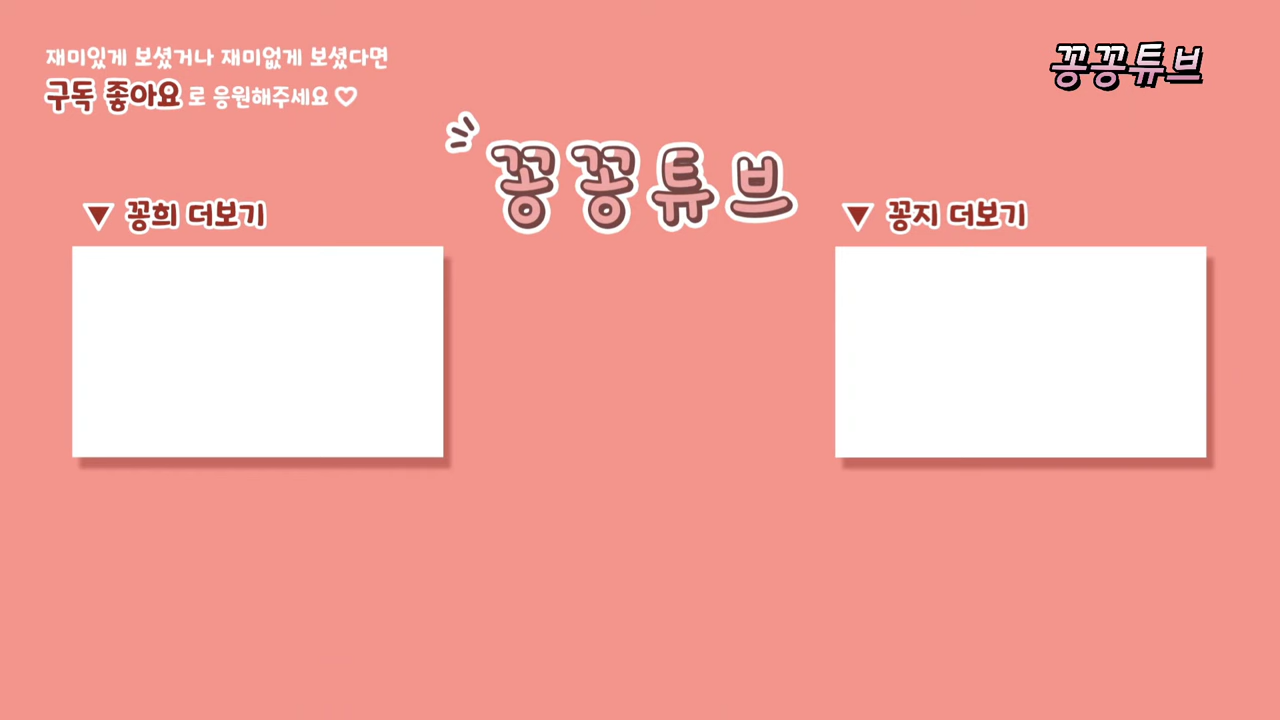 재미있게 보셨거나 재미없게 보셨다면
구독 좋아요 로 응원해주세요
꽁꽁튜브
꽁꽁튜브
꽁희 더보기
꽁지 더보기